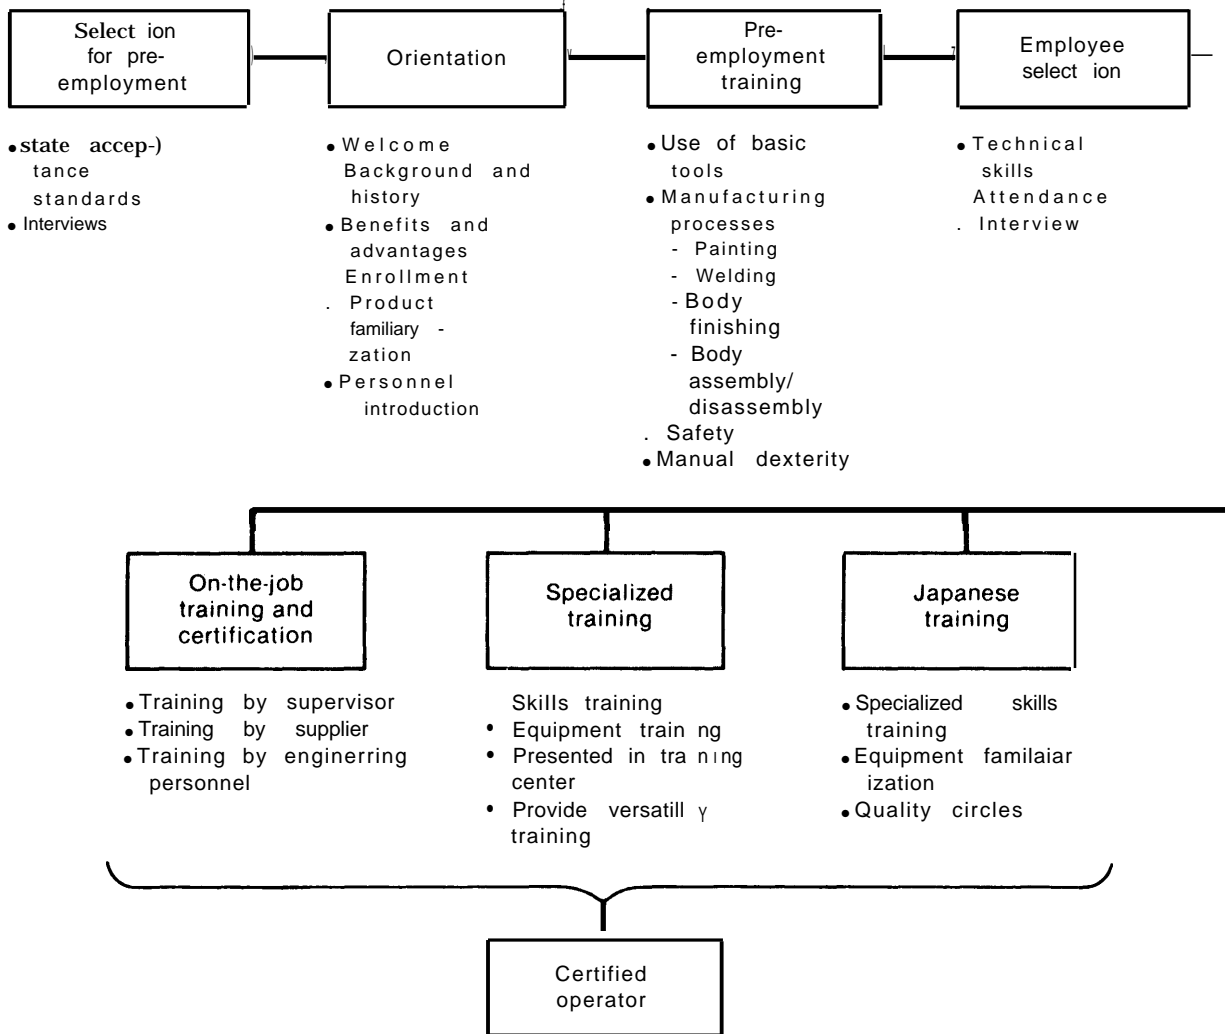 Select ion
for pre-
employment
Orientation
Pre-
employment
training
Employee
select ion
• state accep-)
tance
standards
• Interviews
• Welcome
Background and
history
• Benefits and
advantages
Enrollment
. Product
familiary -
zation
• Personnel
introduction
• Use of basic
tools
• Manufacturing
processes
- Painting
- Welding
- Body
finishing
- Body
assembly/
disassembly
. Safety
• Manual dexterity
• Technical
skills
Attendance
. Interview
On-the-job
training and
certification
Specialized
training
Japanese
training
• Training by supervisor
• Training by supplier
• Training by enginerring
personnel
Skills training
• Equipment train ng
• Presented in tra nıng
center
• Provide versatill γ
training
• Specialized skills
training
• Equipment familaiar
ization
• Quality circles
Certified
operator